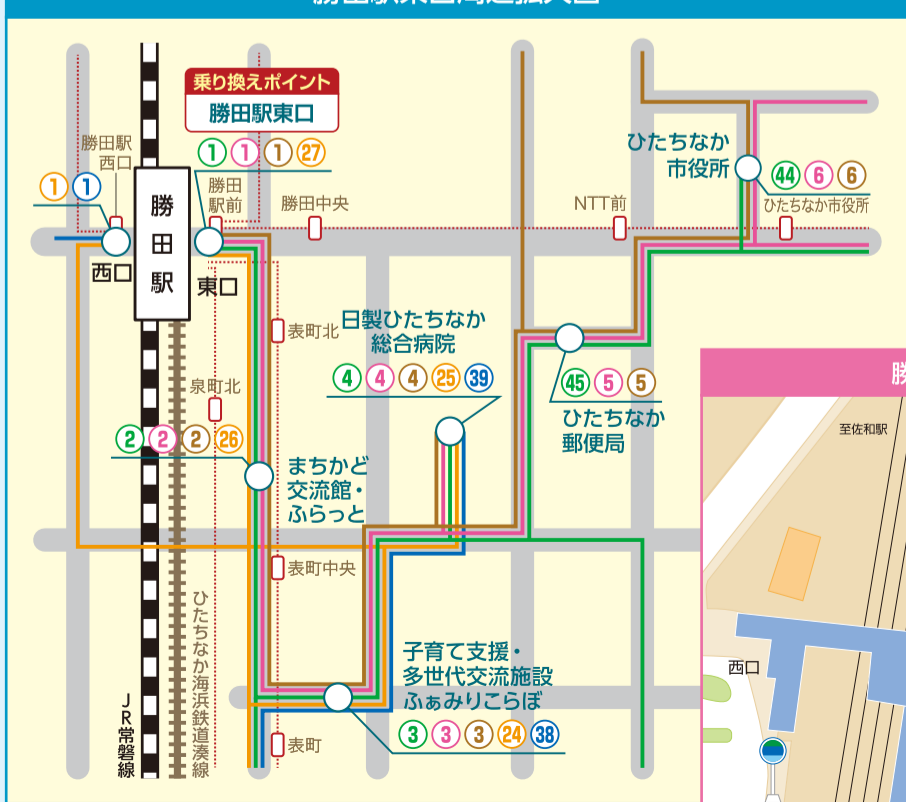 勝田駅東口周辺拡大図
乗り換えポイント
勝田駅東口
1 1 1 27
勝田駅
西口
1 1
勝田
駅前
勝田中央
NTT前
ひたちなか
市役所
44 6 6
ひたちなか市役所
勝田駅
西口
東口
表町北
日製ひたちなか
総合病院
4 4 4 25 39
泉町北
45 5 5
ひたちなか
郵便局
2 2 2 26
まちかど
交流館・
ふらっと
表町中央
子育て支援・
多世代交流施設
ふぁみりこらぼ
3 3 3 24 38
表町
JR常磐線
ひたちなか海浜鉄道湊線
勝
至佐和駅
西口